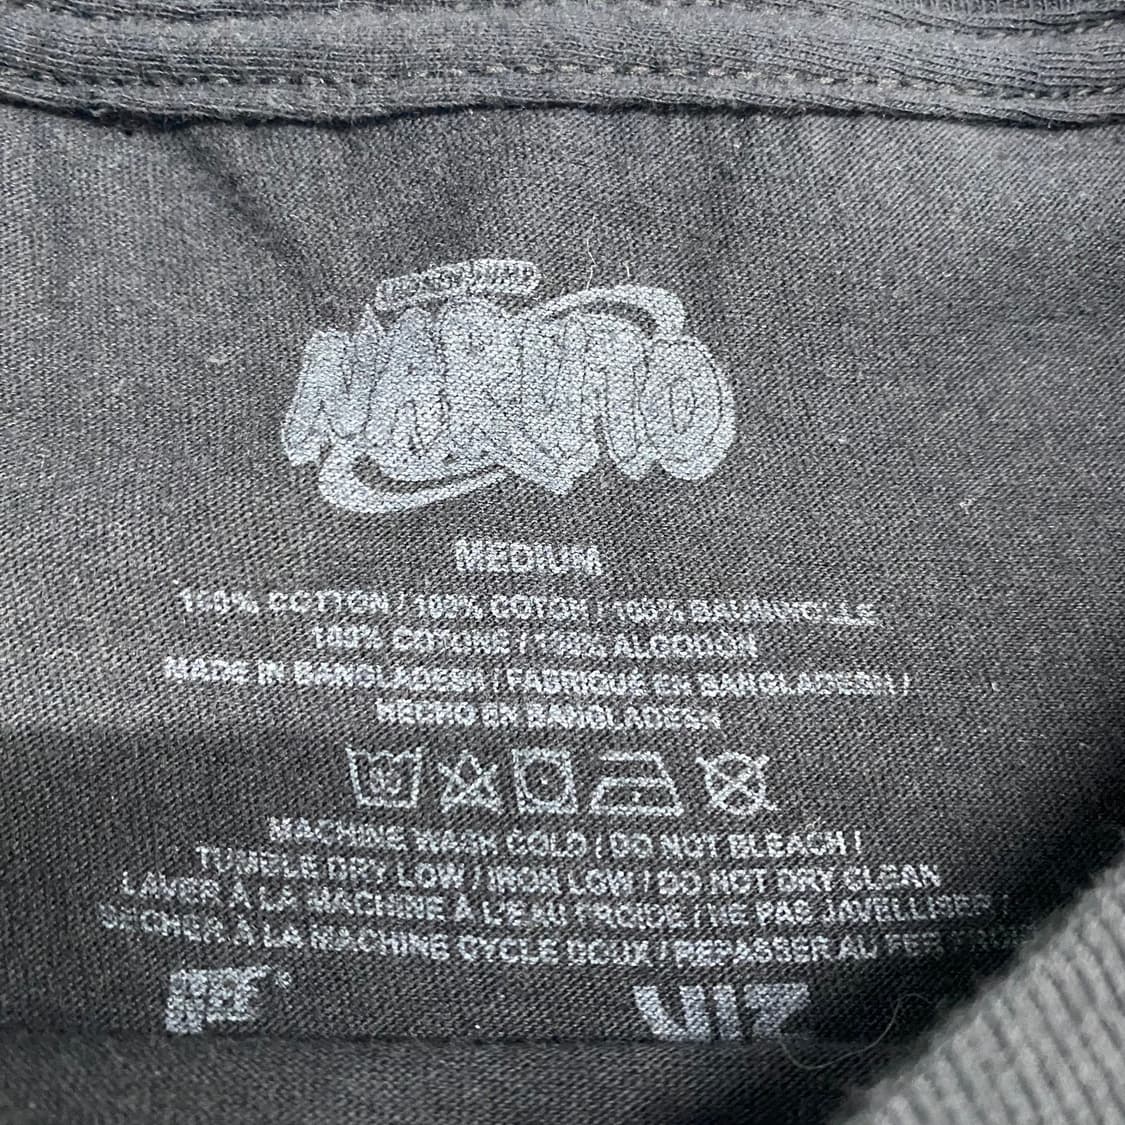 NARUTO
MEDIUM
100% COTTON / 100% COTON / 100% BAUMWOLLE
100% COTONE / 100% ALGODÓN
MADE IN BANGLADESH / FABRIQUÉ EN BANGLADESH /
HECHO EN BANGLADESH
MACHINE WASH COLD / DO NOT BLEACH /
TUMBLE DRY LOW / IRON LOW / DO NOT DRY CLEAN
LAVER À LA MACHINE À L'EAU FROIDE / NE PAS JAVELLISER /
SÉCHER À LA MACHINE CYCLE DOUX / REPASSER AU FER
VIZ